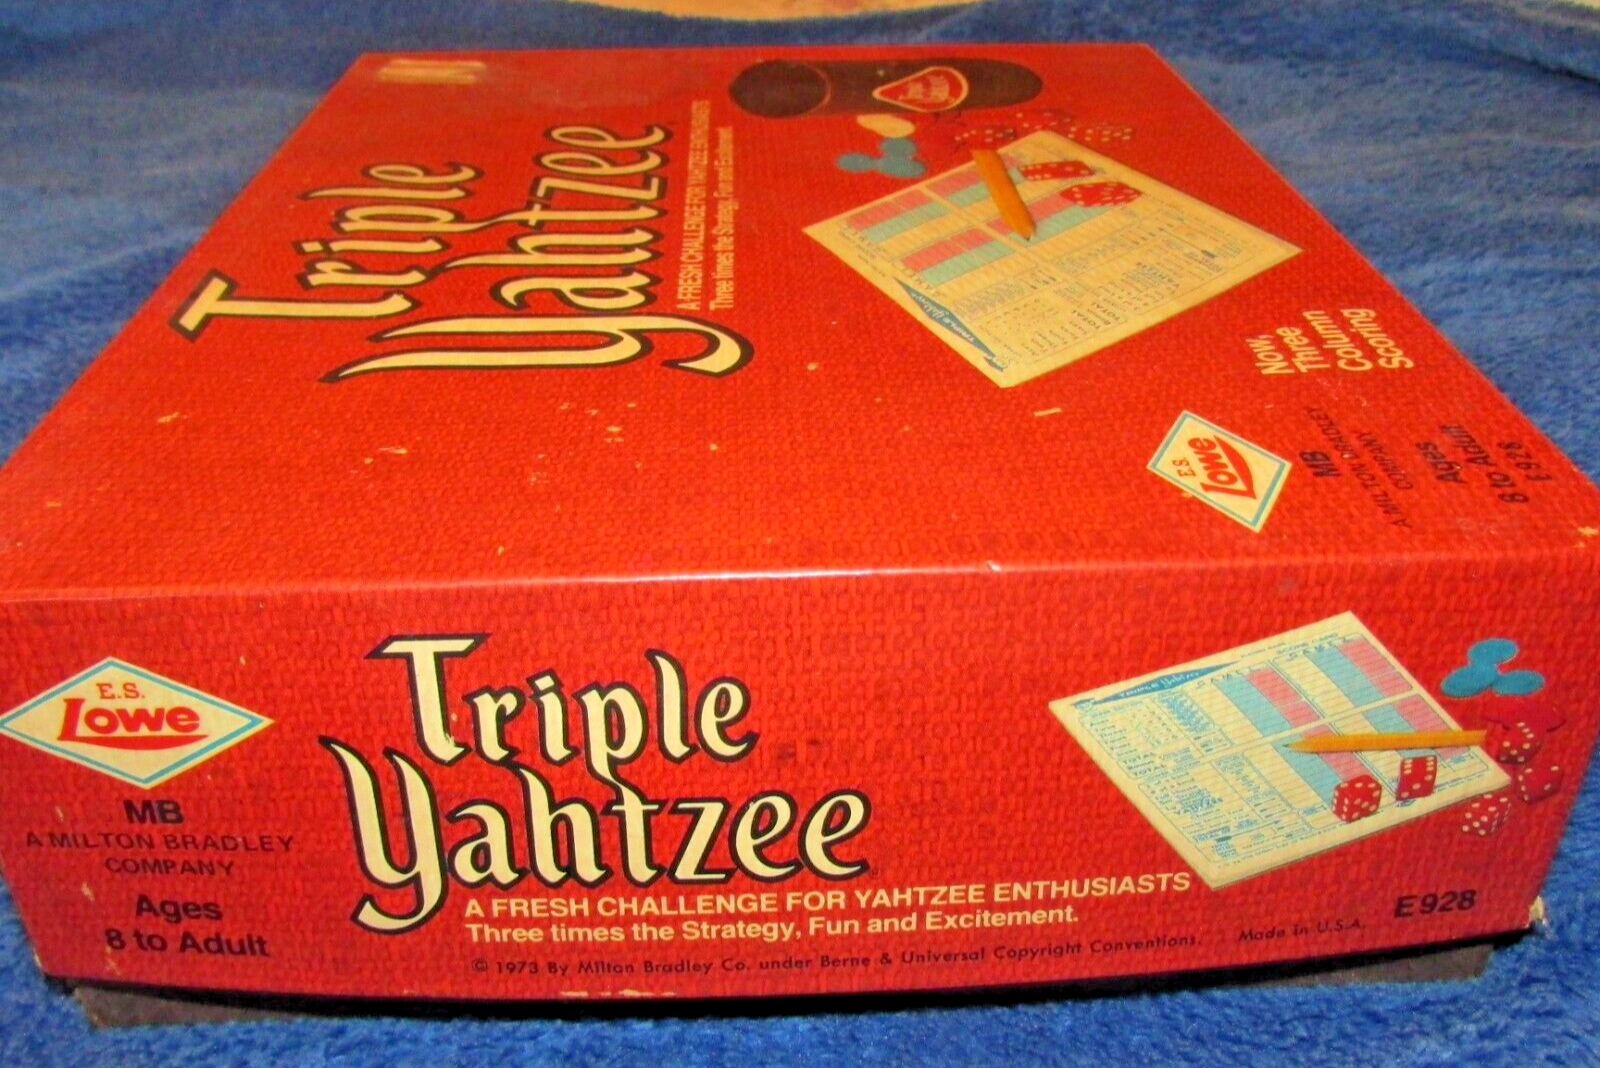 Triple
Yahtzee
A FRESH CHALLENGE FOR YAHTZEE ENTHUSIASTS
Three times the Strategy, Fun and Excitement.
Now,
Three
Column
Scoring
E.S.
Lowe
MB
A MILTON BRADLEY
COMPANY
Ages
8 to Adult
E928
E.S.
Lowe
MB
A MILTON BRADLEY
COMPANY
Ages
8 to Adult
Triple
Yahtzee
A FRESH CHALLENGE FOR YAHTZEE ENTHUSIASTS
Three times the Strategy, Fun and Excitement.
© 1973 By Milton Bradley Co. under Berne & Universal Copyright Conventions.
Made in U.S.A.
E928